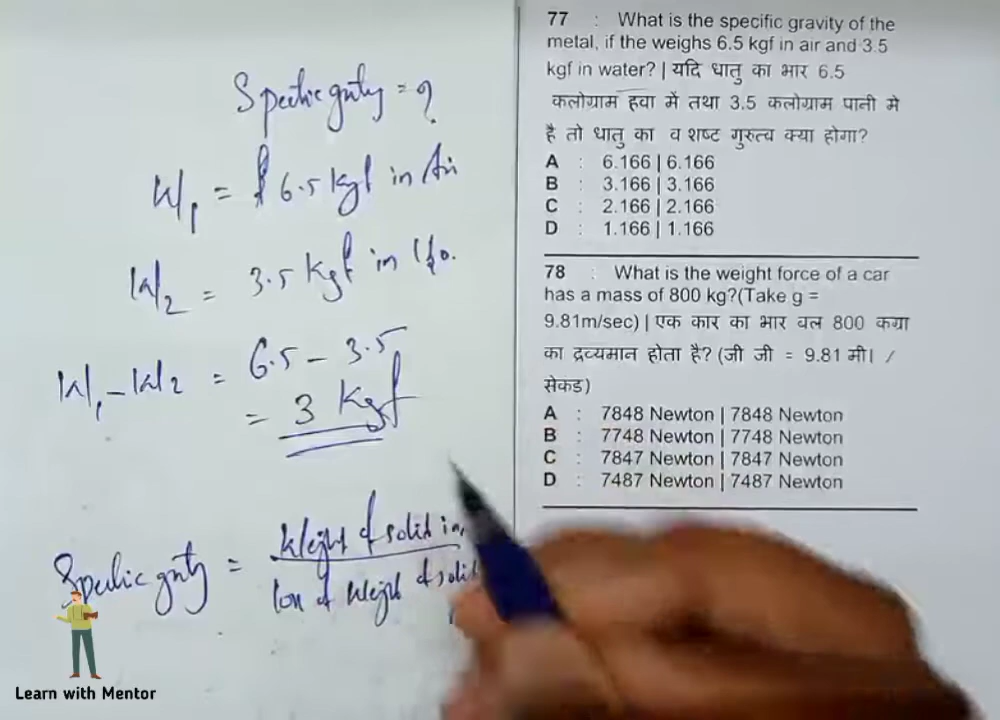 Specific gravity = ?
W1 = 6.5 Kgf in Air
W2 = 3.5 Kgf in H2o.
W1 - W2 = 6.5 - 3.5
= 3 Kgf
Specific gravity = Weight of solid in
loss of weight of solid
Learn with Mentor
77 : What is the specific gravity of the
metal, if the weighs 6.5 kgf in air and 3.5
kgf in water? | यदि धातु का भार 6.5
कलोग्राम हवा में तथा 3.5 कलोग्राम पानी मे
है तो धातु का व शष्ट गुरुत्व क्या होगा?
A : 6.166 | 6.166
B : 3.166 | 3.166
C : 2.166 | 2.166
D : 1.166 | 1.166
78 : What is the weight force of a car
has a mass of 800 kg?(Take g =
9.81m/sec) | एक कार का भार वल 800 कग्रा
का द्रव्यमान होता है? (जी जी = 9.81 मी। /
सेकड)
A : 7848 Newton | 7848 Newton
B : 7748 Newton | 7748 Newton
C : 7847 Newton | 7847 Newton
D : 7487 Newton | 7487 Newton